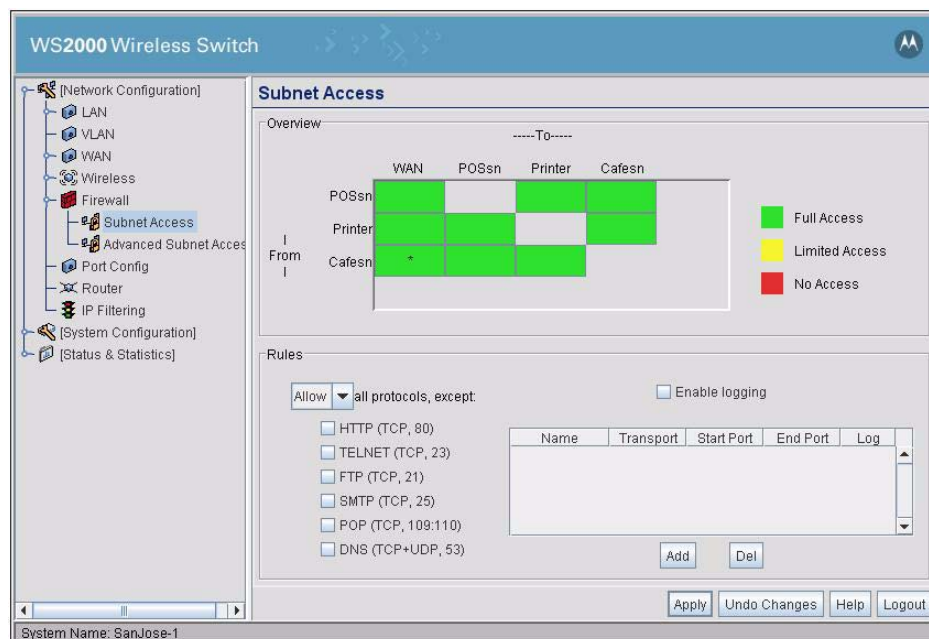 WS2000 Wireless Switch
[Network Configuration]
LAN
VLAN
WAN
Wireless
Firewall
Subnet Access
Advanced Subnet Acces
Port Config
Router
IP Filtering
[System Configuration]
[Status & Statistics]
Subnet Access
Overview
-----To-----
WAN POSsn Printer Cafesn
POSsn
Printer
Cafesn *
|
From
|
Full Access
Limited Access
No Access
Rules
Allow all protocols, except:
Enable logging
HTTP (TCP, 80)
TELNET (TCP, 23)
FTP (TCP, 21)
SMTP (TCP, 25)
POP (TCP, 109:110)
DNS (TCP+UDP, 53)
Name Transport Start Port End Port Log
Add Del
Apply Undo Changes Help Logout
System Name: SanJose-1